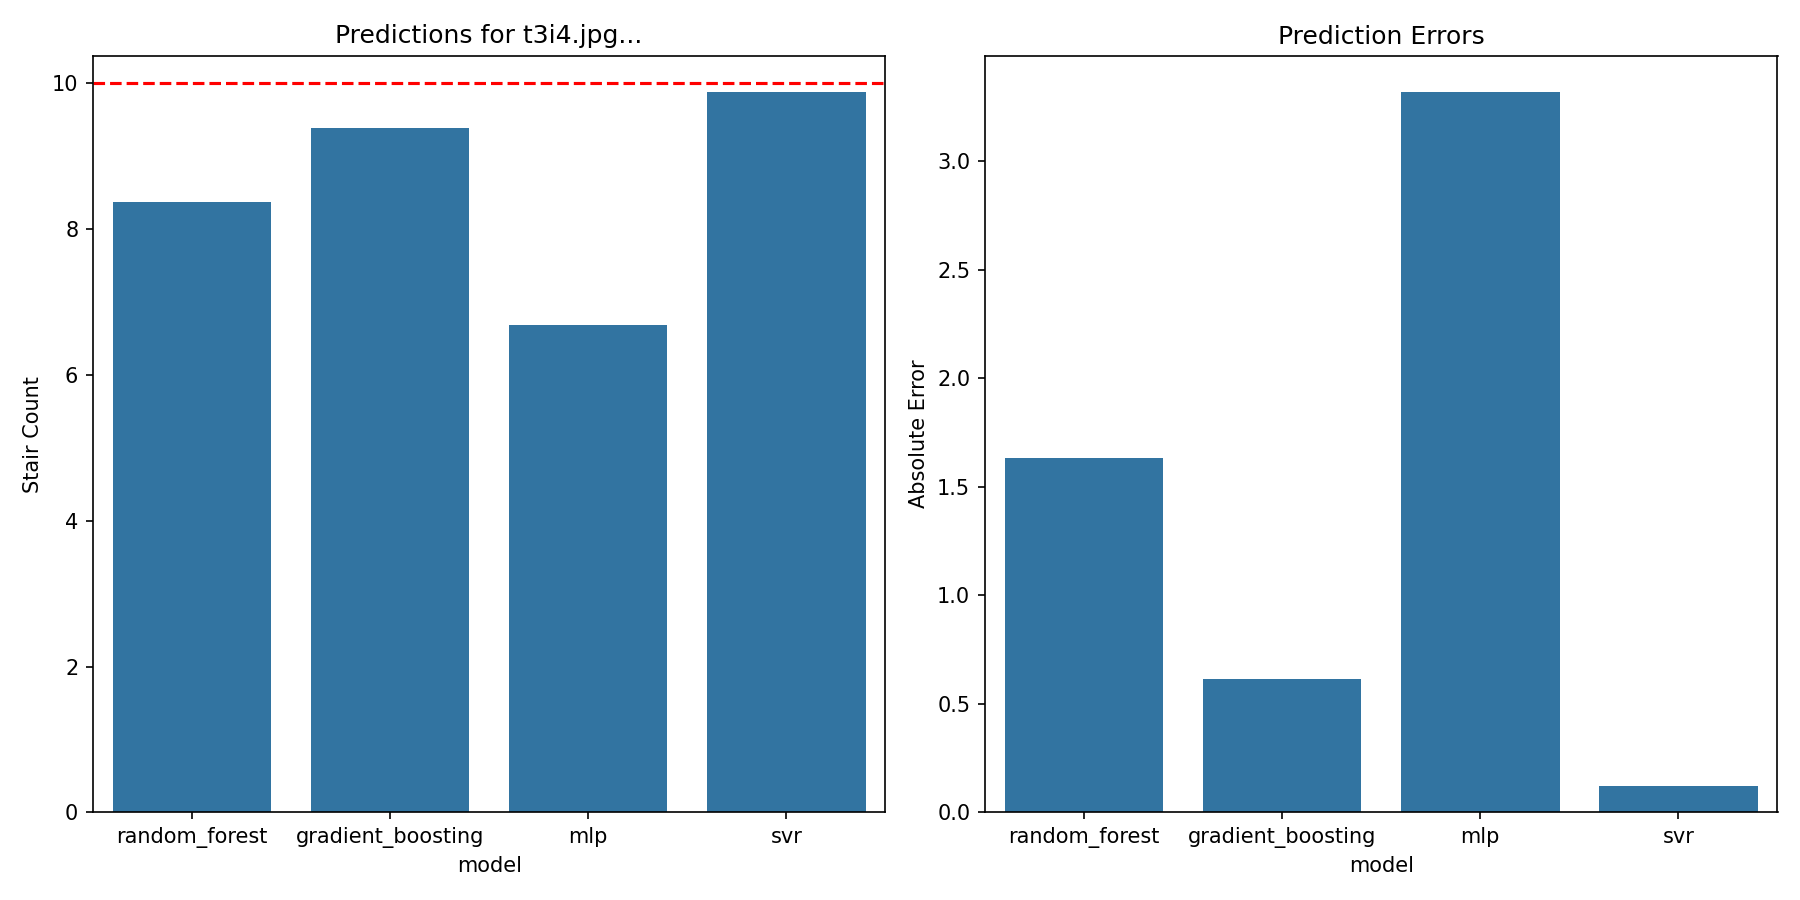 Predictions for t3i4.jpg...
10
8
6
4
2
0
Stair Count
random_forest gradient_boosting mlp svr
model
Prediction Errors
3.0
2.5
2.0
1.5
1.0
0.5
0.0
Absolute Error
random_forest gradient_boosting mlp svr
model